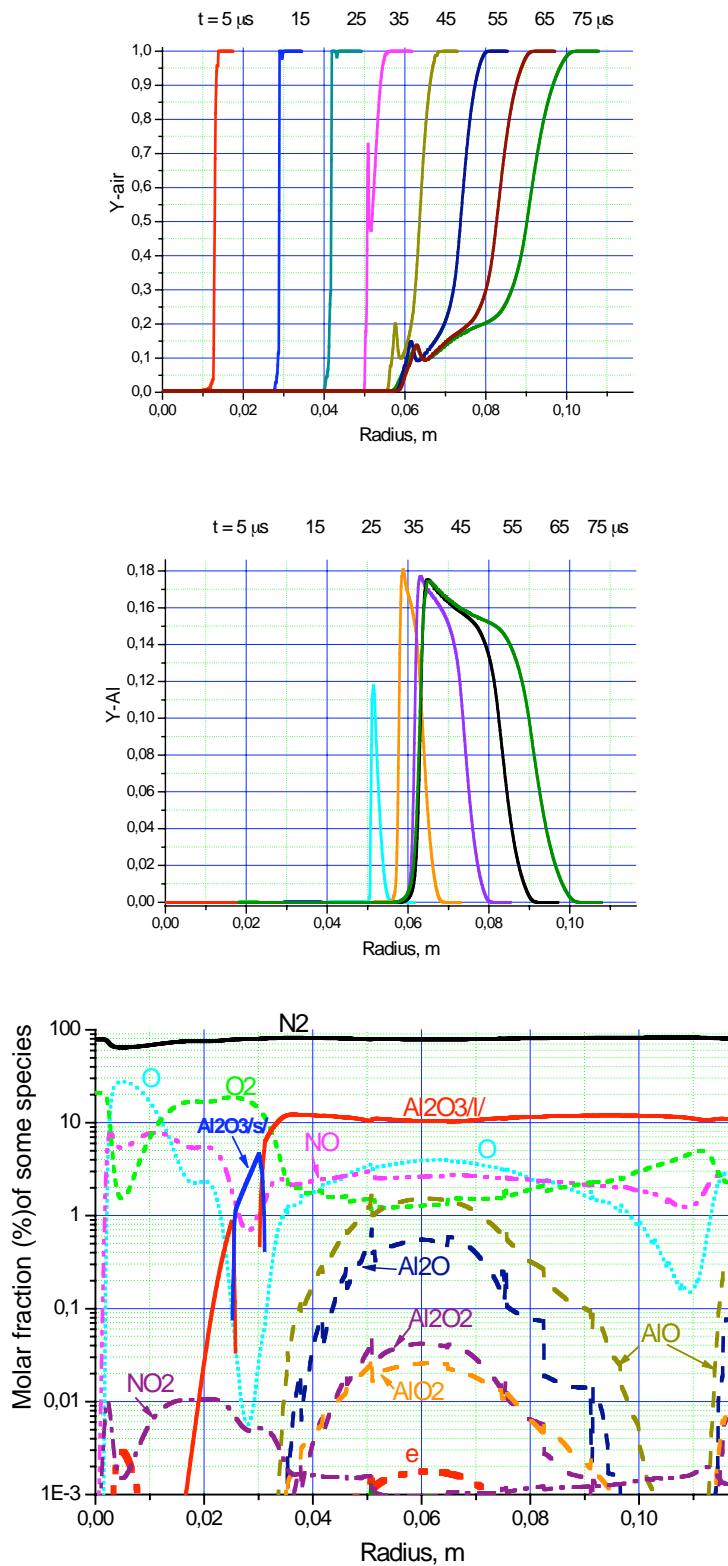 t = 5 μs 15 25 35 45 55 65 75 μs
1,0
0,9
0,8
0,7
0,6
0,5
0,4
0,3
0,2
0,1
0,0
Y-air
0,00 0,02 0,04 0,06 0,08 0,10
Radius, m
t = 5 μs 15 25 35 45 55 65 75 μs
0,18
0,16
0,14
0,12
0,10
0,08
0,06
0,04
0,02
0,00
Y-Al
0,00 0,02 0,04 0,06 0,08 0,10
Radius, m
Molar fraction (%)of some species
100
10
1
0,1
0,01
1E-3
N2
O
O2
Al2O3/l/
Al2O3/s/
NO
O
Al2O
Al2O2
AlO
NO2
AlO2
e
0,00 0,02 0,04 0,06 0,08 0,10
Radius, m